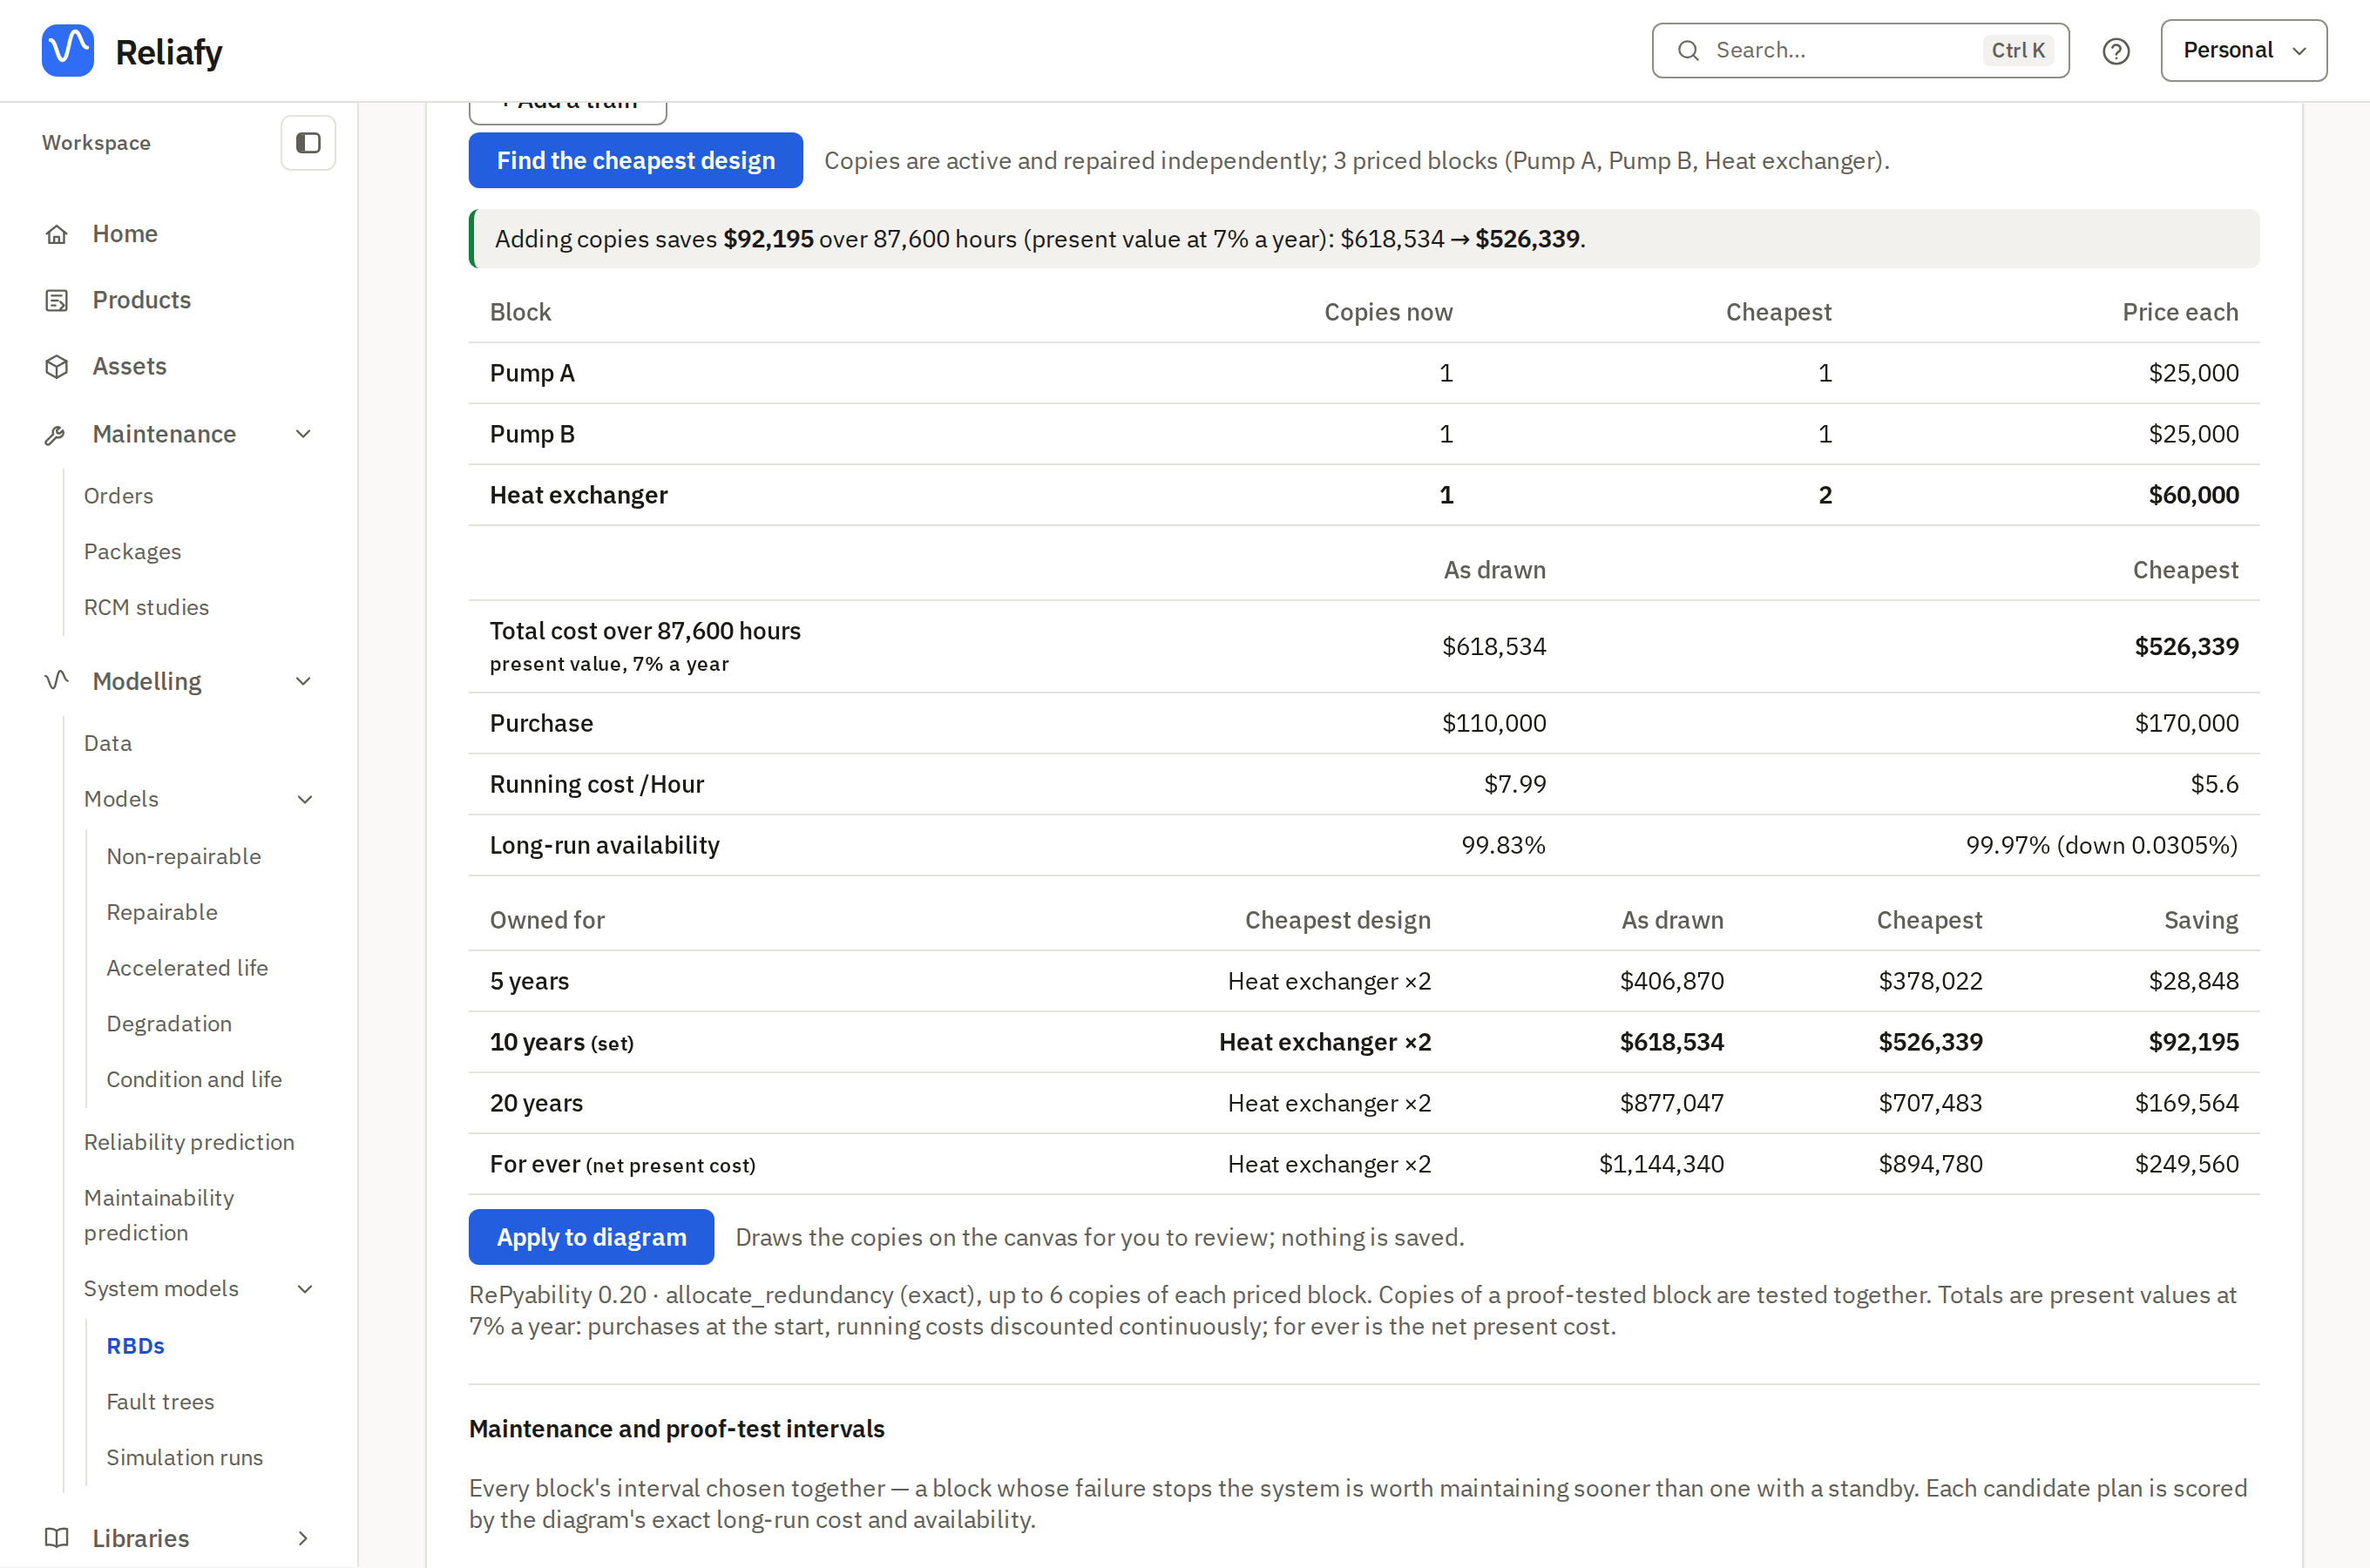 Reliafy
Search...
Ctrl K
Personal
Workspace
Home
Products
Assets
Maintenance
Orders
Packages
RCM studies
Modelling
Data
Models
Non-repairable
Repairable
Accelerated life
Degradation
Condition and life
Reliability prediction
Maintainability
prediction
System models
RBDs
Fault trees
Simulation runs
Libraries
+ Add a train
Find the cheapest design
Copies are active and repaired independently; 3 priced blocks (Pump A, Pump B, Heat exchanger).
Adding copies saves $92,195 over 87,600 hours (present value at 7% a year): $618,534 → $526,339.
Block Copies now Cheapest Price each
Pump A 1 1 $25,000
Pump B 1 1 $25,000
Heat exchanger 1 2 $60,000
As drawn Cheapest
Total cost over 87,600 hours $618,534 $526,339
present value, 7% a year
Purchase $110,000 $170,000
Running cost /Hour $7.99 $5.6
Long-run availability 99.83% 99.97% (down 0.0305%)
Owned for Cheapest design As drawn Cheapest Saving
5 years Heat exchanger ×2 $406,870 $378,022 $28,848
10 years (set) Heat exchanger ×2 $618,534 $526,339 $92,195
20 years Heat exchanger ×2 $877,047 $707,483 $169,564
For ever (net present cost) Heat exchanger ×2 $1,144,340 $894,780 $249,560
Apply to diagram
Draws the copies on the canvas for you to review; nothing is saved.
RePyability 0.20 · allocate_redundancy (exact), up to 6 copies of each priced block. Copies of a proof-tested block are tested together. Totals are present values at
7% a year: purchases at the start, running costs discounted continuously; for ever is the net present cost.
Maintenance and proof-test intervals
Every block's interval chosen together — a block whose failure stops the system is worth maintaining sooner than one with a standby. Each candidate plan is scored
by the diagram's exact long-run cost and availability.